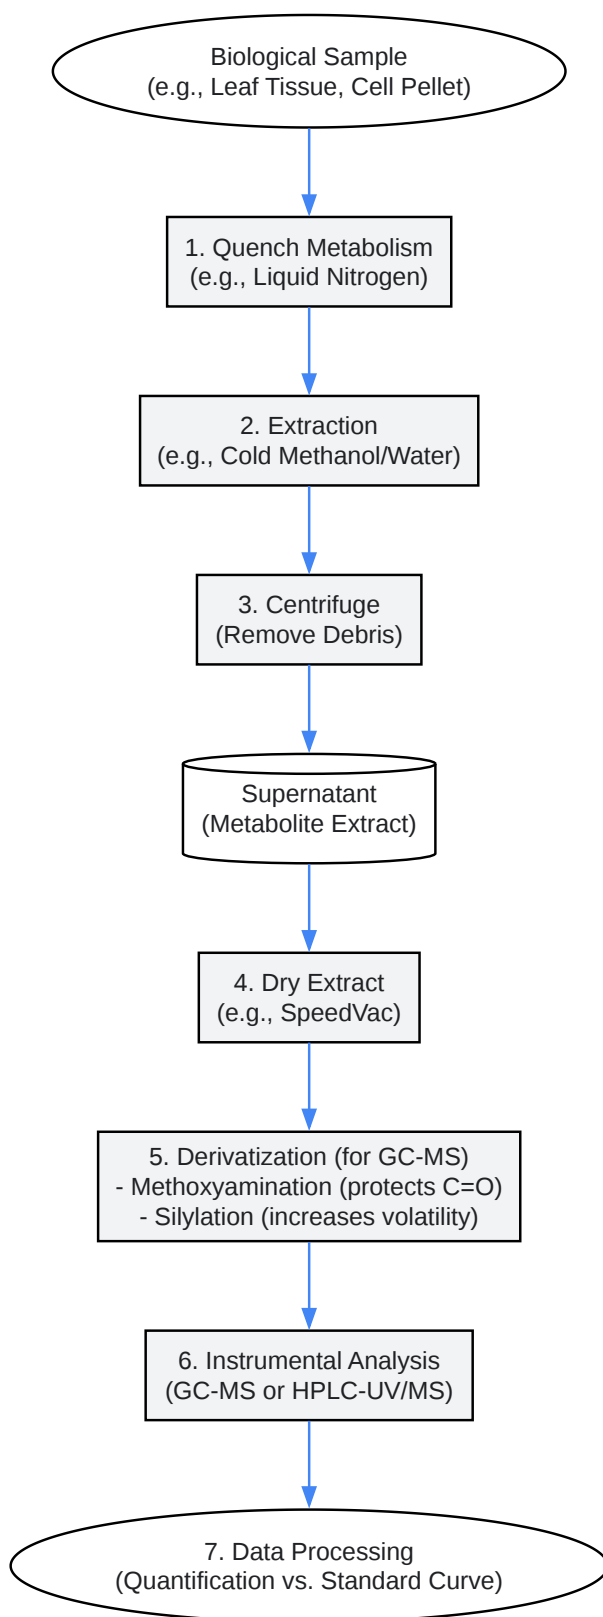 Biological Sample
(e.g., Leaf Tissue, Cell Pellet)
1. Quench Metabolism
(e.g., Liquid Nitrogen)
2. Extraction
(e.g., Cold Methanol/Water)
3. Centrifuge
(Remove Debris)
Supernatant
(Metabolite Extract)
4. Dry Extract
(e.g., SpeedVac)
5. Derivatization (for GC-MS)
- Methoxyamination (protects C=O)
- Silylation (increases volatility)
6. Instrumental Analysis
(GC-MS or HPLC-UV/MS)
7. Data Processing
(Quantification vs. Standard Curve)